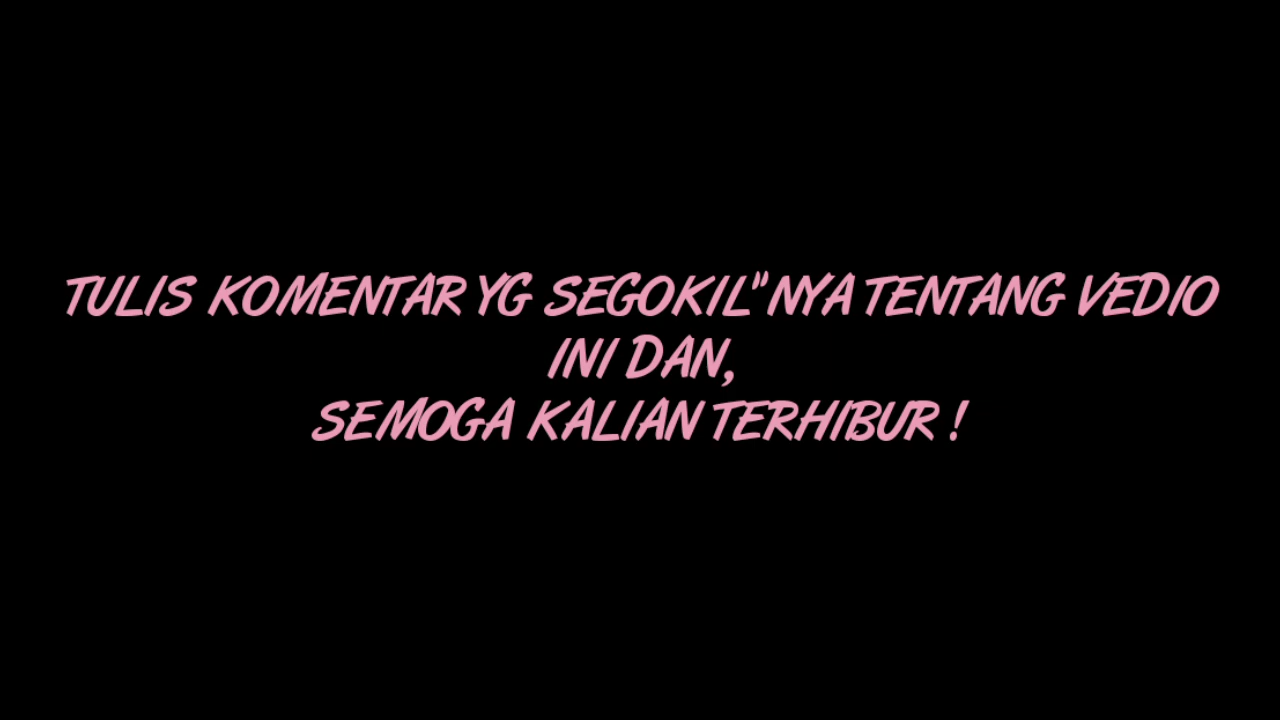 TULIS KOMENTAR YG SEGOKIL"NYA TENTANG VEDIO
INI DAN,
SEMOGA KALIAN TERHIBUR !